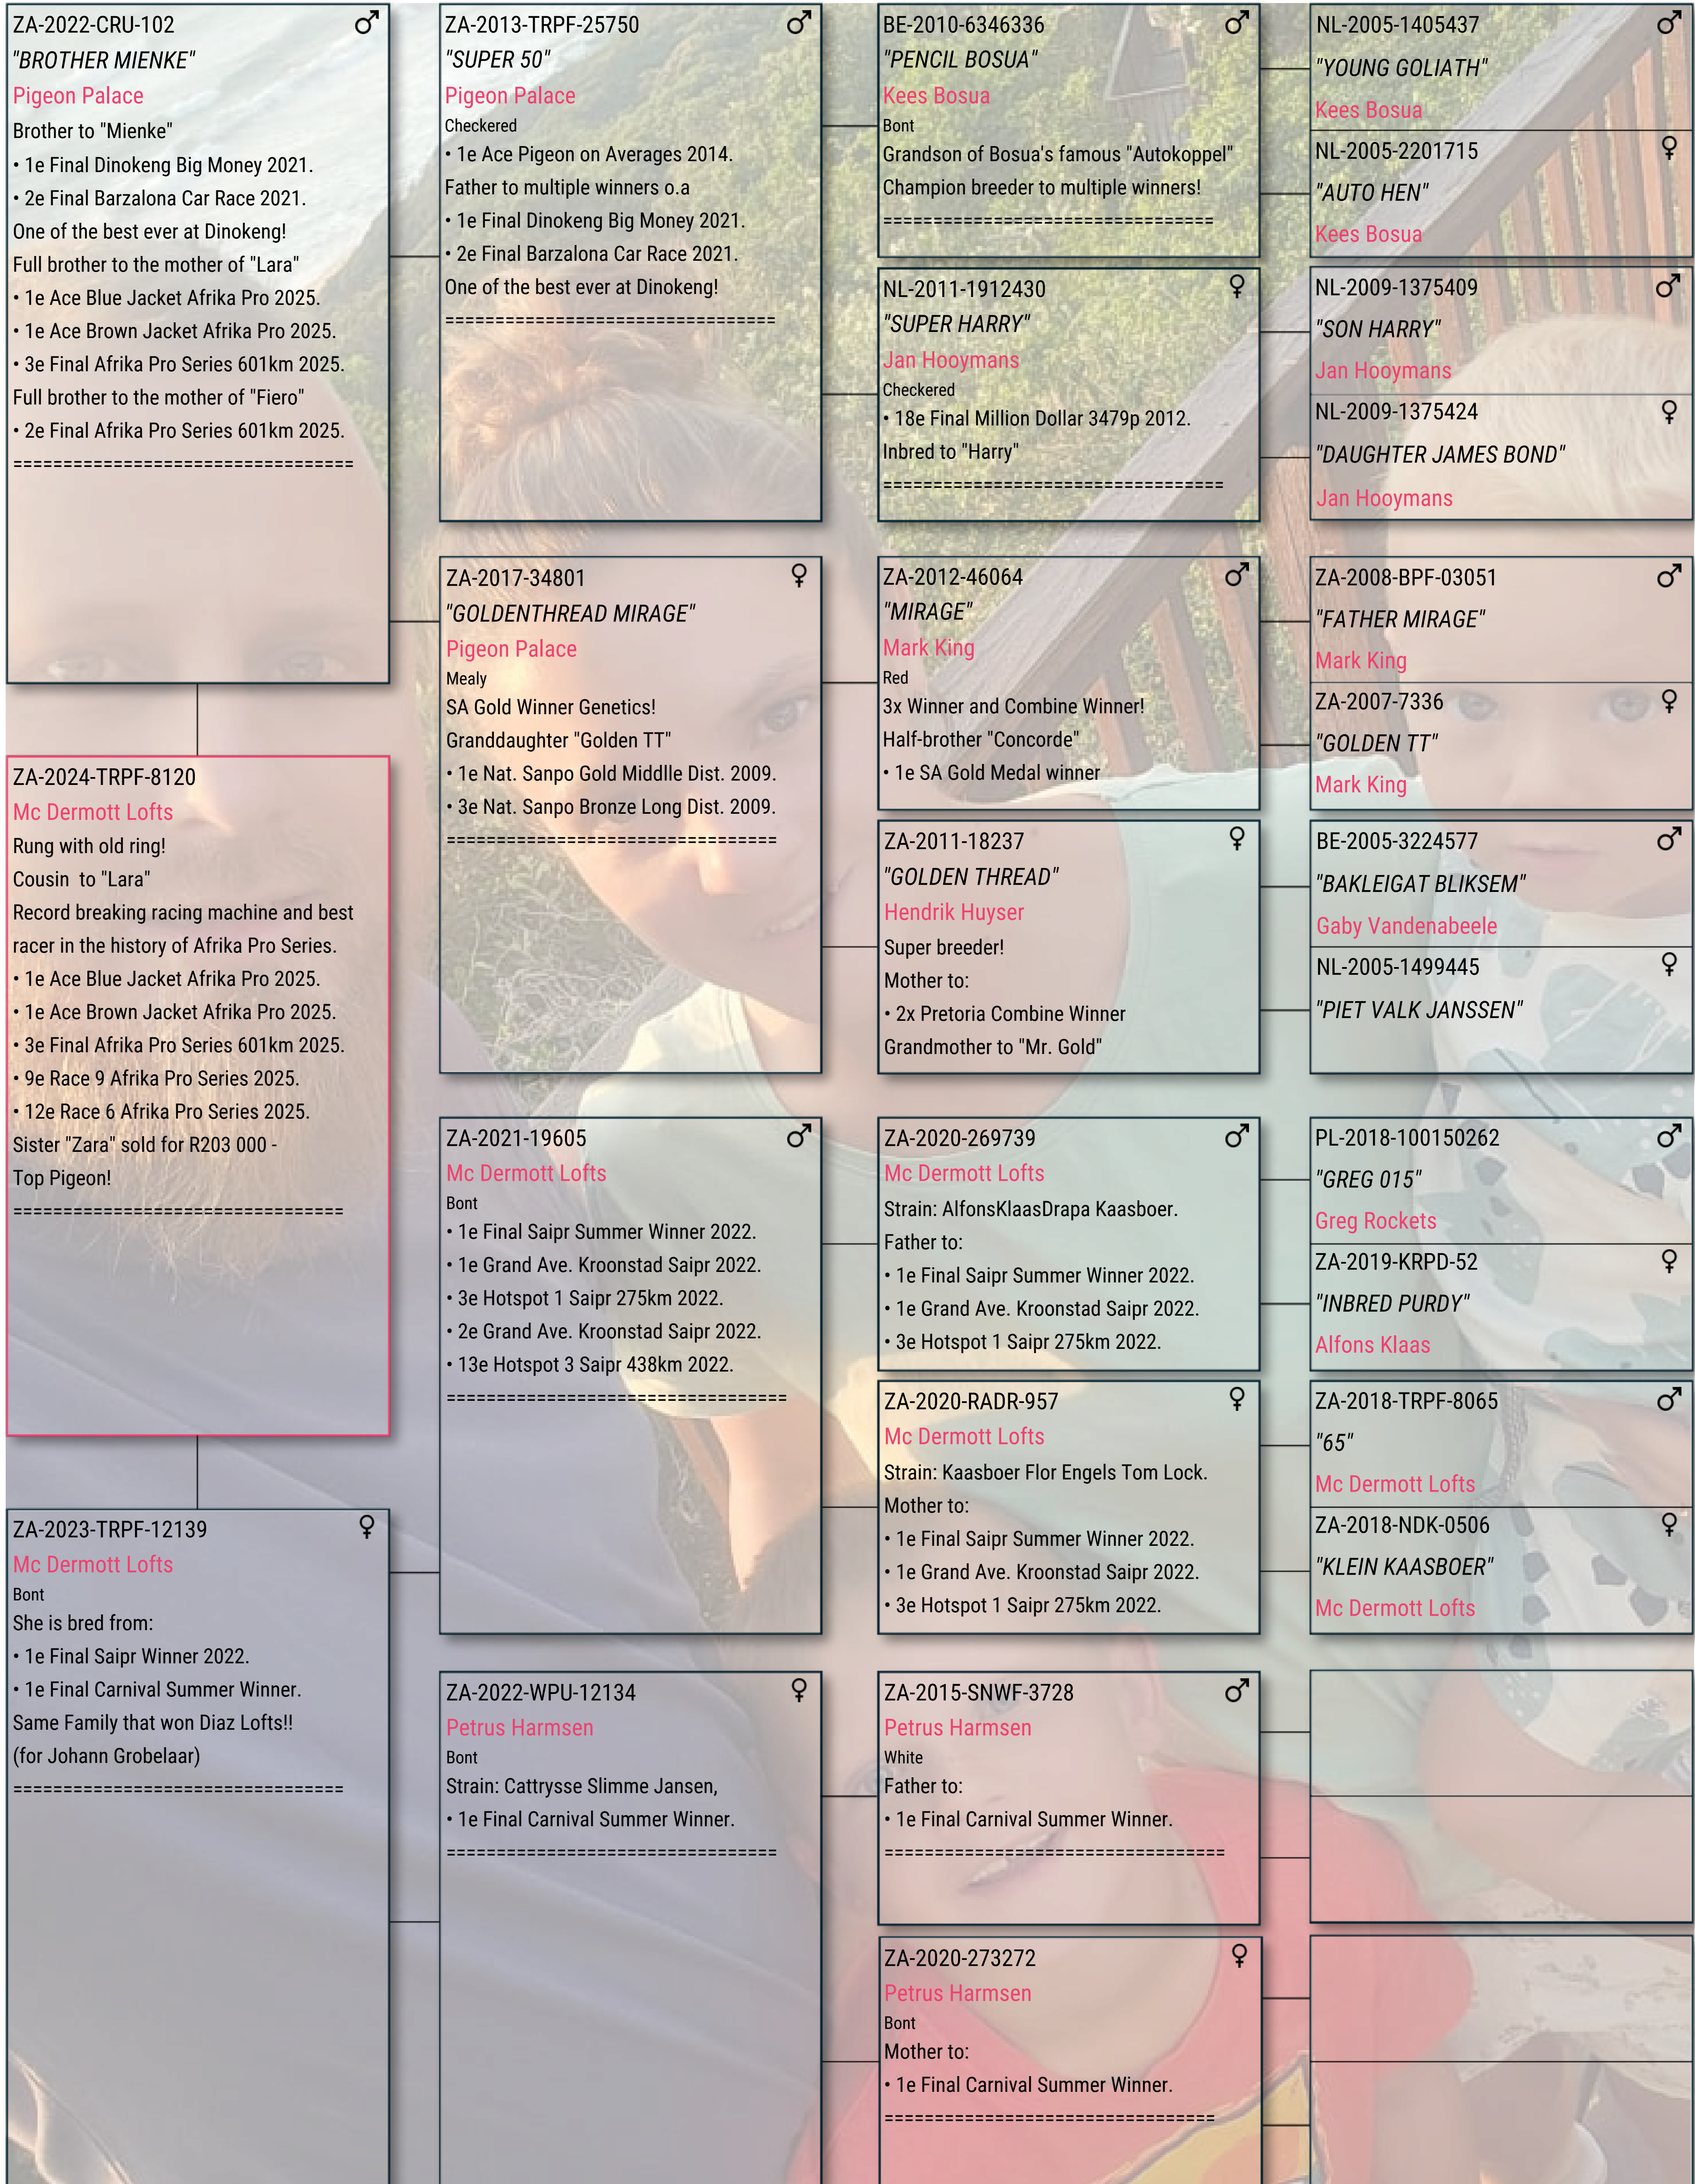 ZA-2022-CRU-102 ♂
"BROTHER MIENKE"
Pigeon Palace
Brother to "Mienke"
• 1e Final Dinokeng Big Money 2021.
• 2e Final Barzalona Car Race 2021.
One of the best ever at Dinokeng!
Full brother to the mother of "Lara"
• 1e Ace Blue Jacket Afrika Pro 2025.
• 1e Ace Brown Jacket Afrika Pro 2025.
• 3e Final Afrika Pro Series 601km 2025.
Full brother to the mother of "Fiero"
• 2e Final Afrika Pro Series 601km 2025.
==================================
ZA-2024-TRPF-8120
Mc Dermott Lofts
Rung with old ring!
Cousin to "Lara"
Record breaking racing machine and best
racer in the history of Afrika Pro Series.
• 1e Ace Blue Jacket Afrika Pro 2025.
• 1e Ace Brown Jacket Afrika Pro 2025.
• 3e Final Afrika Pro Series 601km 2025.
• 9e Race 9 Afrika Pro Series 2025.
• 12e Race 6 Afrika Pro Series 2025.
Sister "Zara" sold for R203 000 -
Top Pigeon!
=================================
ZA-2023-TRPF-12139 ♀
Mc Dermott Lofts
Bont
She is bred from:
• 1e Final Saipr Winner 2022.
• 1e Final Carnival Summer Winner.
Same Family that won Diaz Lofts!!
(for Johann Grobelaar)
=================================
ZA-2013-TRPF-25750 ♂
"SUPER 50"
Pigeon Palace
Checkered
• 1e Ace Pigeon on Averages 2014.
Father to multiple winners o.a
• 1e Final Dinokeng Big Money 2021.
• 2e Final Barzalona Car Race 2021.
One of the best ever at Dinokeng!
=================================
ZA-2017-34801 ♀
"GOLDENTHREAD MIRAGE"
Pigeon Palace
Mealy
SA Gold Winner Genetics!
Granddaughter "Golden TT"
• 1e Nat. Sanpo Gold Middlle Dist. 2009.
• 3e Nat. Sanpo Bronze Long Dist. 2009.
=================================
ZA-2021-19605 ♂
Mc Dermott Lofts
Bont
• 1e Final Saipr Summer Winner 2022.
• 1e Grand Ave. Kroonstad Saipr 2022.
• 3e Hotspot 1 Saipr 275km 2022.
• 2e Grand Ave. Kroonstad Saipr 2022.
• 13e Hotspot 3 Saipr 438km 2022.
==================================
ZA-2022-WPU-12134 ♀
Petrus Harmsen
Bont
Strain: Cattrysse Slimme Jansen,
• 1e Final Carnival Summer Winner.
=================================
BE-2010-6346336 ♂
"PENCIL BOSUA"
Kees Bosua
Bont
Grandson of Bosua's famous "Autokoppel"
Champion breeder to multiple winners!
=================================
NL-2011-1912430 ♀
"SUPER HARRY"
Jan Hooymans
Checkered
• 18e Final Million Dollar 3479p 2012.
Inbred to "Harry"
==================================
ZA-2012-46064 ♂
"MIRAGE"
Mark King
Red
3x Winner and Combine Winner!
Half-brother "Concorde"
• 1e SA Gold Medal winner
ZA-2011-18237 ♀
"GOLDEN THREAD"
Hendrik Huyser
Super breeder!
Mother to:
• 2x Pretoria Combine Winner
Grandmother to "Mr. Gold"
ZA-2020-269739 ♂
Mc Dermott Lofts
Strain: AlfonsKlaasDrapa Kaasboer.
Father to:
• 1e Final Saipr Summer Winner 2022.
• 1e Grand Ave. Kroonstad Saipr 2022.
• 3e Hotspot 1 Saipr 275km 2022.
ZA-2020-RADR-957 ♀
Mc Dermott Lofts
Strain: Kaasboer Flor Engels Tom Lock.
Mother to:
• 1e Final Saipr Summer Winner 2022.
• 1e Grand Ave. Kroonstad Saipr 2022.
• 3e Hotspot 1 Saipr 275km 2022.
ZA-2015-SNWF-3728 ♂
Petrus Harmsen
White
Father to:
• 1e Final Carnival Summer Winner.
==================================
ZA-2020-273272 ♀
Petrus Harmsen
Bont
Mother to:
• 1e Final Carnival Summer Winner.
=================================
NL-2005-1405437 ♂
"YOUNG GOLIATH"
Kees Bosua
NL-2005-2201715 ♀
"AUTO HEN"
Kees Bosua
NL-2009-1375409 ♂
"SON HARRY"
Jan Hooymans
NL-2009-1375424 ♀
"DAUGHTER JAMES BOND"
Jan Hooymans
ZA-2008-BPF-03051 ♂
"FATHER MIRAGE"
Mark King
ZA-2007-7336 ♀
"GOLDEN TT"
Mark King
BE-2005-3224577 ♂
"BAKLEIGAT BLIKSEM"
Gaby Vandenabeele
NL-2005-1499445 ♀
"PIET VALK JANSSEN"
PL-2018-100150262 ♂
"GREG 015"
Greg Rockets
ZA-2019-KRPD-52 ♀
"INBRED PURDY"
Alfons Klaas
ZA-2018-TRPF-8065 ♂
"65"
Mc Dermott Lofts
ZA-2018-NDK-0506 ♀
"KLEIN KAASBOER"
Mc Dermott Lofts